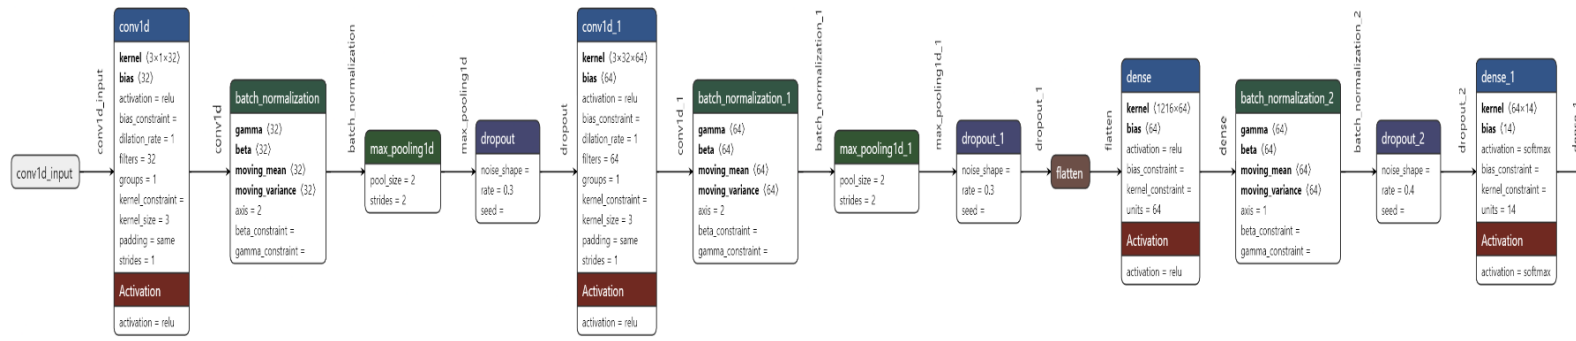 conv1d_input
conv1d_input
conv1d
kernel ⟨3×1×32⟩
bias ⟨32⟩
activation = relu
bias_constraint =
dilation_rate = 1
filters = 32
groups = 1
kernel_constraint =
kernel_size = 3
padding = same
strides = 1
Activation
activation = relu
conv1d
batch_normalization
gamma ⟨32⟩
beta ⟨32⟩
moving_mean ⟨32⟩
moving_variance ⟨32⟩
axis = 2
beta_constraint =
gamma_constraint =
batch_normalization
max_pooling1d
pool_size = 2
strides = 2
max_pooling1d
dropout
noise_shape =
rate = 0.3
seed =
dropout
conv1d_1
kernel ⟨3×32×64⟩
bias ⟨64⟩
activation = relu
bias_constraint =
dilation_rate = 1
filters = 64
groups = 1
kernel_constraint =
kernel_size = 3
padding = same
strides = 1
Activation
activation = relu
conv1d_1
batch_normalization_1
gamma ⟨64⟩
beta ⟨64⟩
moving_mean ⟨64⟩
moving_variance ⟨64⟩
axis = 2
beta_constraint =
gamma_constraint =
batch_normalization_1
max_pooling1d_1
pool_size = 2
strides = 2
max_pooling1d_1
dropout_1
noise_shape =
rate = 0.3
seed =
dropout_1
flatten
flatten
dense
kernel ⟨1216×64⟩
bias ⟨64⟩
activation = relu
bias_constraint =
kernel_constraint =
units = 64
Activation
activation = relu
dense
batch_normalization_2
gamma ⟨64⟩
beta ⟨64⟩
moving_mean ⟨64⟩
moving_variance ⟨64⟩
axis = 1
beta_constraint =
gamma_constraint =
batch_normalization_2
dropout_2
noise_shape =
rate = 0.4
seed =
dropout_2
dense_1
kernel ⟨64×14⟩
bias ⟨14⟩
activation = softmax
bias_constraint =
kernel_constraint =
units = 14
Activation
activation = softmax